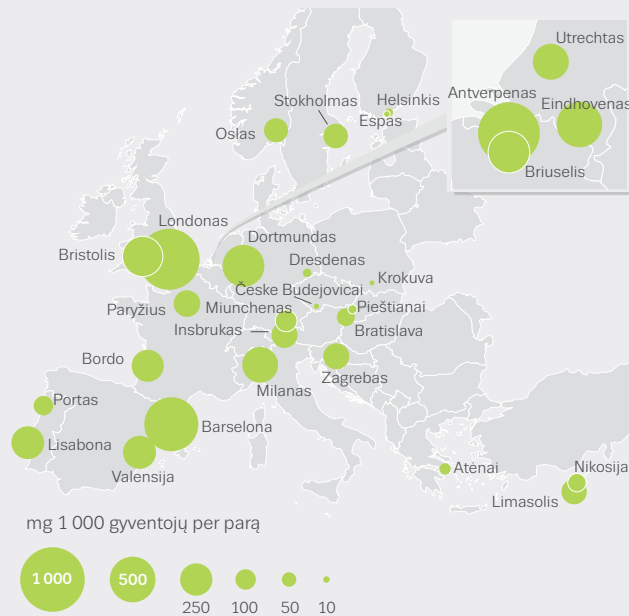 Utrechtas
Antverpenas
Eindhovenas
Briuselis
Helsinkis
Espas
Stokholmas
Oslas
Londonas
Bristolis
Dortmundas
Dresdenas
Krokuva
Česke Budejovicai
Paryžius
Miunchenas
Pieštianai
Insbrukas
Bratislava
Bordo
Zagrebas
Milanas
Portas
Barselona
Lisabona
Valensija
Atėnai
Nikosija
Limasolis
mg 1 000 gyventojų per parą
1 000
500
250
100
50
10